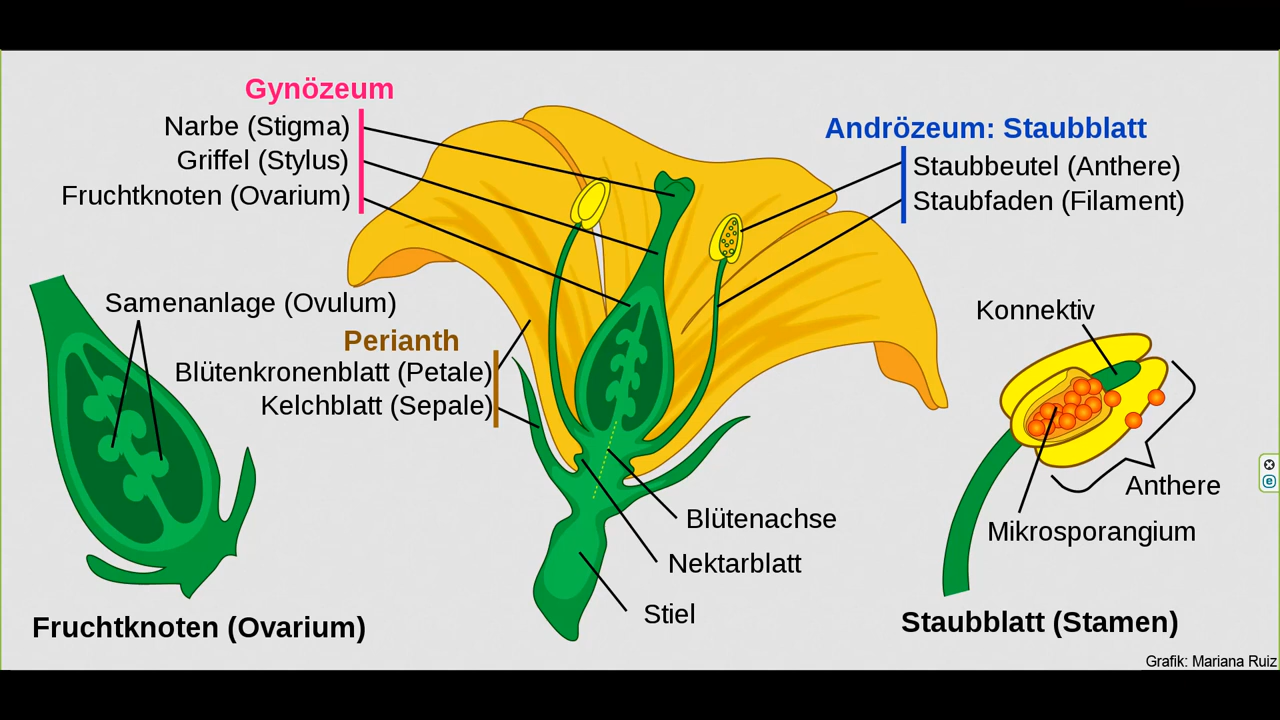 Gynözeum
Narbe (Stigma)
Griffel (Stylus)
Fruchtknoten (Ovarium)
Andrözeum: Staubblatt
Staubbeutel (Anthere)
Staubfaden (Filament)
Samenanlage (Ovulum)
Perianth
Blütenkronenblatt (Petale)
Kelchblatt (Sepale)
Konnektiv
Anthere
Mikrosporangium
Blütenachse
Nektarblatt
Stiel
Fruchtknoten (Ovarium)
Staubblatt (Stamen)
Grafik: Mariana Ruiz